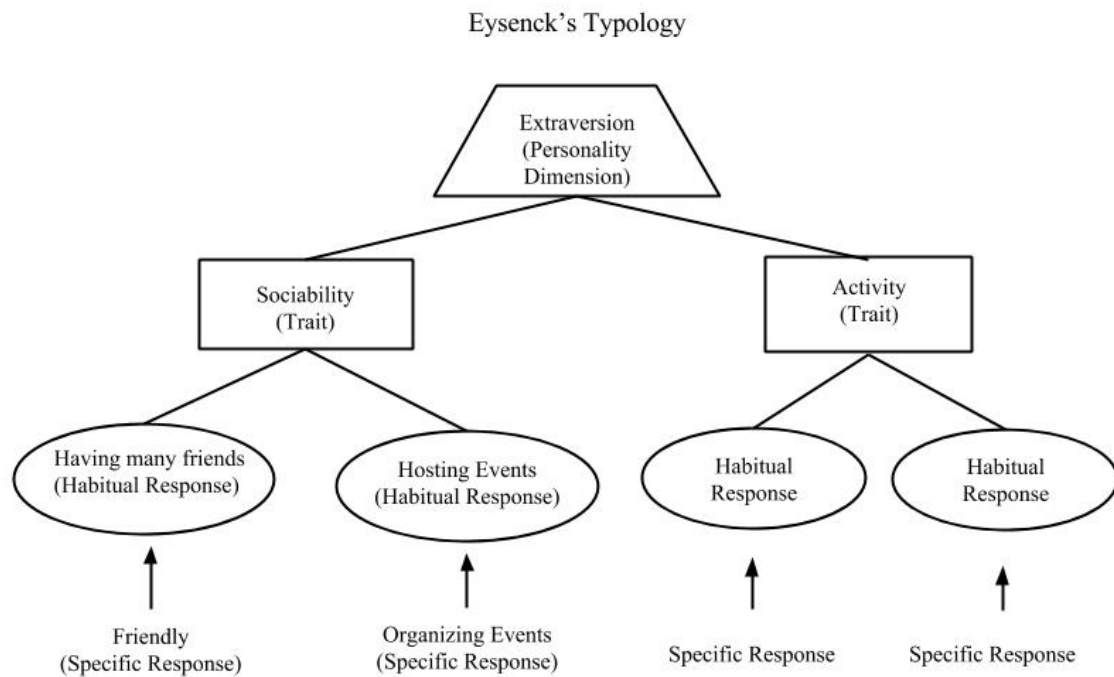 Eysenck's Typology
Extraversion
(Personality
Dimension)
Sociability
(Trait)
Activity
(Trait)
Having many friends
(Habitual Response)
Hosting Events
(Habitual Response)
Habitual
Response
Habitual
Response
Friendly
(Specific Response)
Organizing Events
(Specific Response)
Specific Response
Specific Response